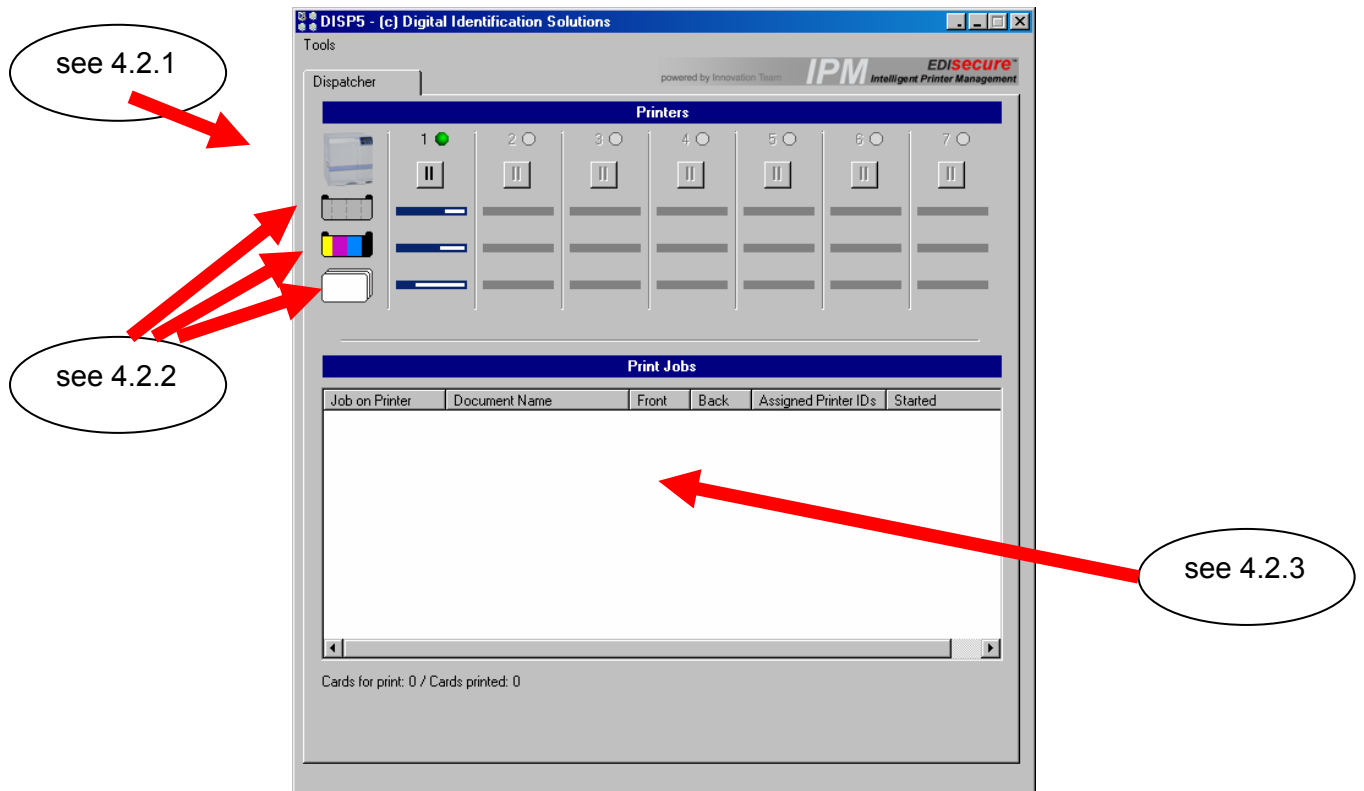 DISP5 - (c) Digital Identification Solutions
Tools
see 4.2.1
Dispatcher
powered by Innovation Team IPM EDIsecure™ Intelligent Printer Management
Printers
1 2 3 4 5 6 7
see 4.2.2
Print Jobs
Job on Printer Document Name Front Back Assigned Printer IDs Started
see 4.2.3
Cards for print: 0 / Cards printed: 0